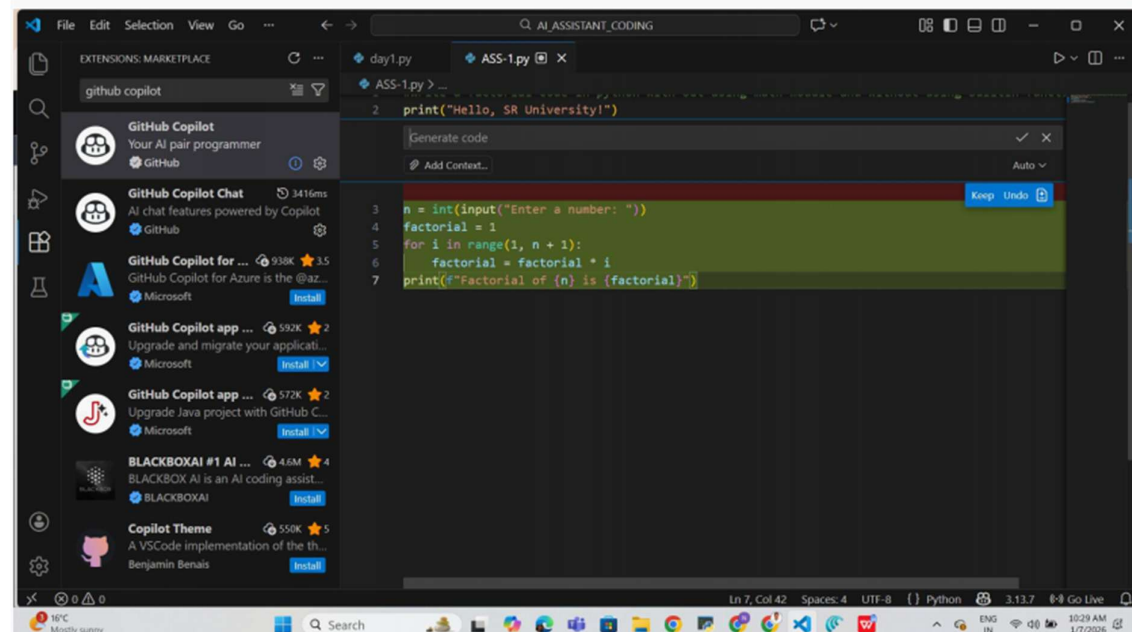 File Edit Selection View Go ··· AI_ASSISTANT_CODING
EXTENSIONS: MARKETPLACE
github copilot
GitHub Copilot
Your AI pair programmer
GitHub
GitHub Copilot Chat 3416ms
AI chat features powered by Copilot
GitHub
GitHub Copilot for ... 938K 3.5
GitHub Copilot for Azure is the @az...
Microsoft Install
GitHub Copilot app ... 592K 2
Upgrade and migrate your applicati...
Microsoft Install
GitHub Copilot app ... 572K 2
Upgrade Java project with GitHub C...
Microsoft Install
BLACKBOXAI #1 AI ... 4.6M 4
BLACKBOX AI is an AI coding assist...
BLACKBOXAI Install
Copilot Theme 550K 5
A VSCode implementation of the th...
Benjamin Benais Install
day1.py ASS-1.py
ASS-1.py > ...
2 print("Hello, SR University!")
Generate code
Add Context... Auto
Keep Undo
3 n = int(input("Enter a number: "))
4 factorial = 1
5 for i in range(1, n + 1):
6 factorial = factorial * i
7 print(f"Factorial of {n} is {factorial}")
0 0 Ln 7, Col 42 Spaces: 4 UTF-8 {} Python 3.13.7 Go Live
16°C
Mostly sunny
Search
ENG
IN
10:29 AM
1/7/2026